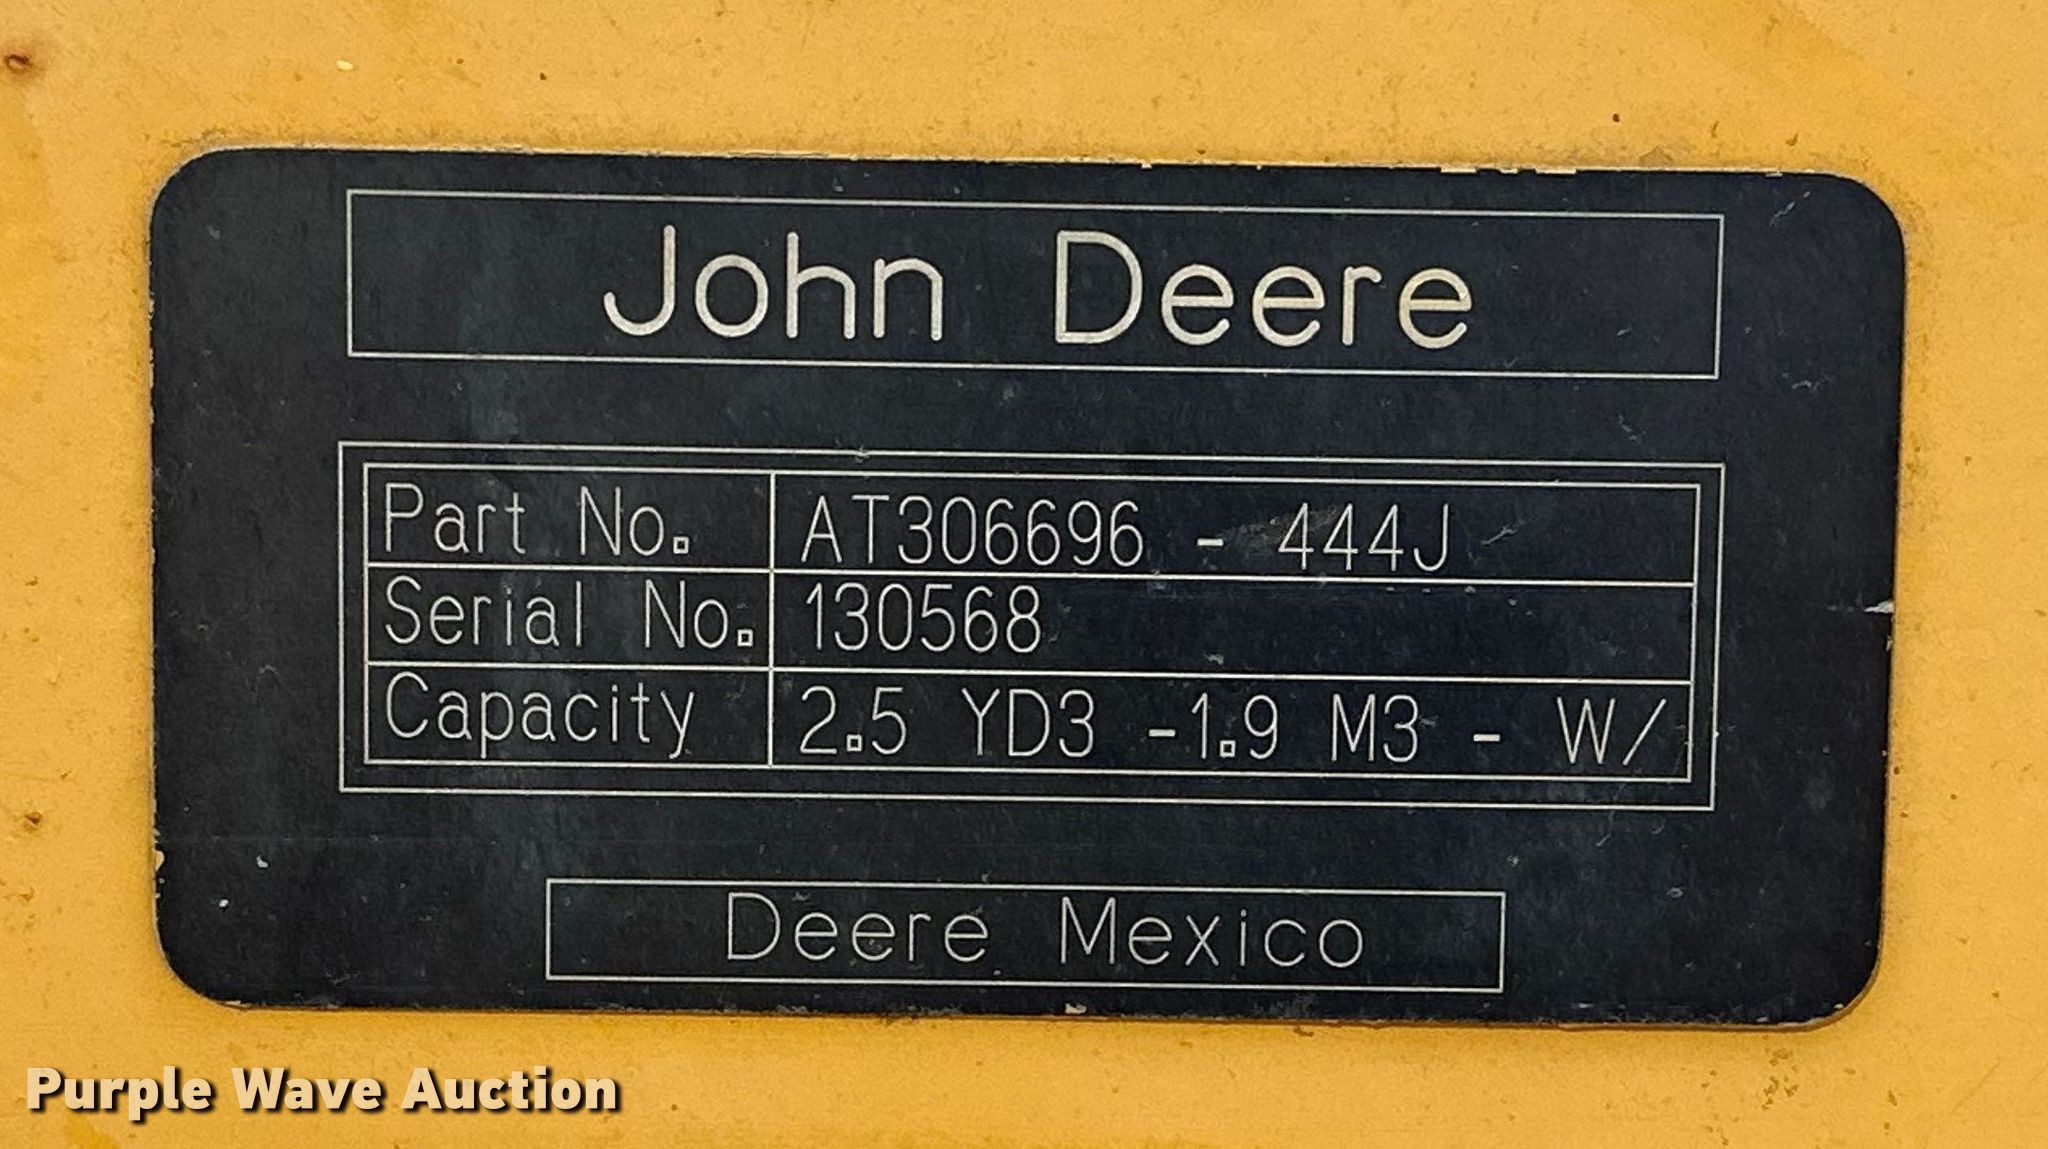 John Deere
Part No. AT306696 - 444J
Serial No. 130568
Capacity 2.5 YD3 -1.9 M3 - W/
Deere Mexico
Purple Wave Auction